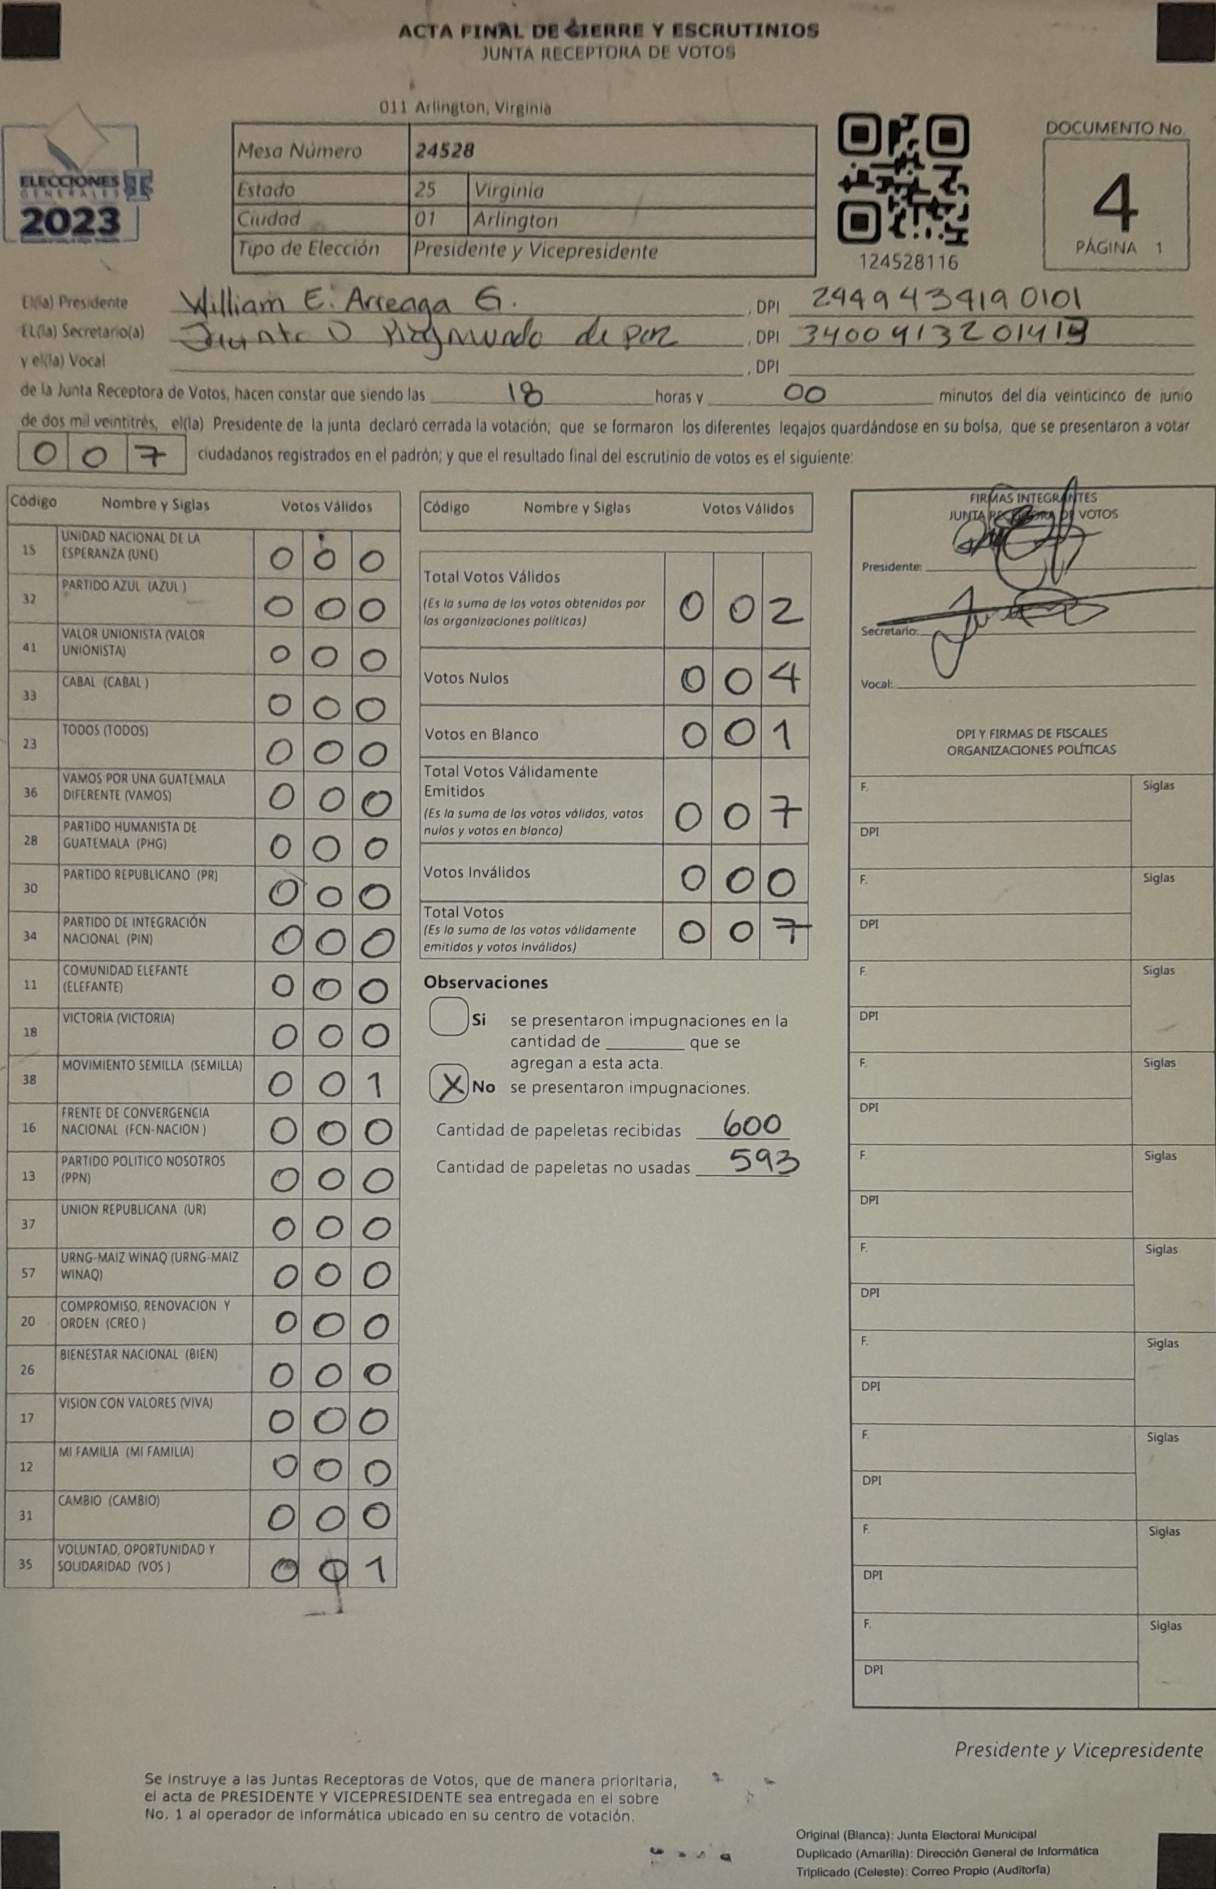 ACTA FINAL DE CIERRE Y ESCRUTINIOS
JUNTA RECEPTORA DE VOTOS
011 Arlington, Virginia
ELECCIONES
GENERALES
2023
Mesa Número 24528
Estado 25 Virginia
Ciudad 01 Arlington
Tipo de Elección Presidente y Vicepresidente
124528116
DOCUMENTO No.
4
PÁGINA 1
El(la) Presidente William E. Arreaga G. , DPI 2949434190101
EL(la) Secretario(a) de Paz , DPI
y el(la) Vocal , DPI
de la Junta Receptora de Votos, hacen constar que siendo las 18 horas y 00 minutos del día veinticinco de junio
de dos mil veintitrés, el(la) Presidente de la junta declaró cerrada la votación; que se formaron los diferentes legajos guardándose en su bolsa, que se presentaron a votar
0 0 7 ciudadanos registrados en el padrón; y que el resultado final del escrutinio de votos es el siguiente:
Código Nombre y Siglas Votos Válidos
15 UNIDAD NACIONAL DE LA ESPERANZA (UNE) 0 0 0
32 PARTIDO AZUL (AZUL ) 0 0 0
41 VALOR UNIONISTA (VALOR UNIONISTA) 0 0 0
33 CABAL (CABAL ) 0 0 0
23 TODOS (TODOS) 0 0 0
36 VAMOS POR UNA GUATEMALA DIFERENTE (VAMOS) 0 0 0
28 PARTIDO HUMANISTA DE GUATEMALA (PHG) 0 0 0
30 PARTIDO REPUBLICANO (PR) 0 0 0
34 PARTIDO DE INTEGRACIÓN NACIONAL (PIN) 0 0 0
11 COMUNIDAD ELEFANTE (ELEFANTE) 0 0 0
18 VICTORIA (VICTORIA) 0 0 0
38 MOVIMIENTO SEMILLA (SEMILLA) 0 0 1
16 FRENTE DE CONVERGENCIA NACIONAL (FCN-NACION ) 0 0 0
13 PARTIDO POLITICO NOSOTROS (PPN) 0 0 0
37 UNION REPUBLICANA (UR) 0 0 0
57 URNG-MAIZ WINAQ (URNG-MAIZ WINAQ) 0 0 0
20 COMPROMISO, RENOVACION Y ORDEN (CREO ) 0 0 0
26 BIENESTAR NACIONAL (BIEN) 0 0 0
17 VISION CON VALORES (VIVA) 0 0 0
12 MI FAMILIA (MI FAMILIA) 0 0 0
31 CAMBIO (CAMBIO) 0 0 0
35 VOLUNTAD, OPORTUNIDAD Y SOLIDARIDAD (VOS ) 0 0 1
Código Nombre y Siglas Votos Válidos
Total Votos Válidos
(Es la suma de los votos obtenidos por
las organizaciones políticas)
0 0 2
Votos Nulos 0 0 4
Votos en Blanco 0 0 1
Total Votos Válidamente
Emitidos
(Es la suma de los votos válidos, votos
nulos y votos en blanco)
0 0 7
Votos Inválidos 0 0 0
Total Votos
(Es la suma de los votos válidamente
emitidos y votos inválidos)
0 0 7
Observaciones
Si se presentaron impugnaciones en la
cantidad de ________ que se
agregan a esta acta.
X No se presentaron impugnaciones.
Cantidad de papeletas recibidas 600
Cantidad de papeletas no usadas 593
FIRMAS INTEGRANTES
JUNTA RECEPTORA DE VOTOS
Presidente:
Secretario:
Vocal:
DPI Y FIRMAS DE FISCALES
ORGANIZACIONES POLÍTICAS
F. Siglas
DPI
F. Siglas
DPI
F. Siglas
DPI
F. Siglas
DPI
F. Siglas
DPI
F. Siglas
DPI
F. Siglas
DPI
F. Siglas
DPI
F. Siglas
DPI
F. Siglas
DPI
Presidente y Vicepresidente
Se instruye a las Juntas Receptoras de Votos, que de manera prioritaria,
el acta de PRESIDENTE Y VICEPRESIDENTE sea entregada en el sobre
No. 1 al operador de informática ubicado en su centro de votación.
Original (Blanca): Junta Electoral Municipal
Duplicado (Amarilla): Dirección General de Informática
Triplicado (Celeste): Correo Propio (Auditoría)